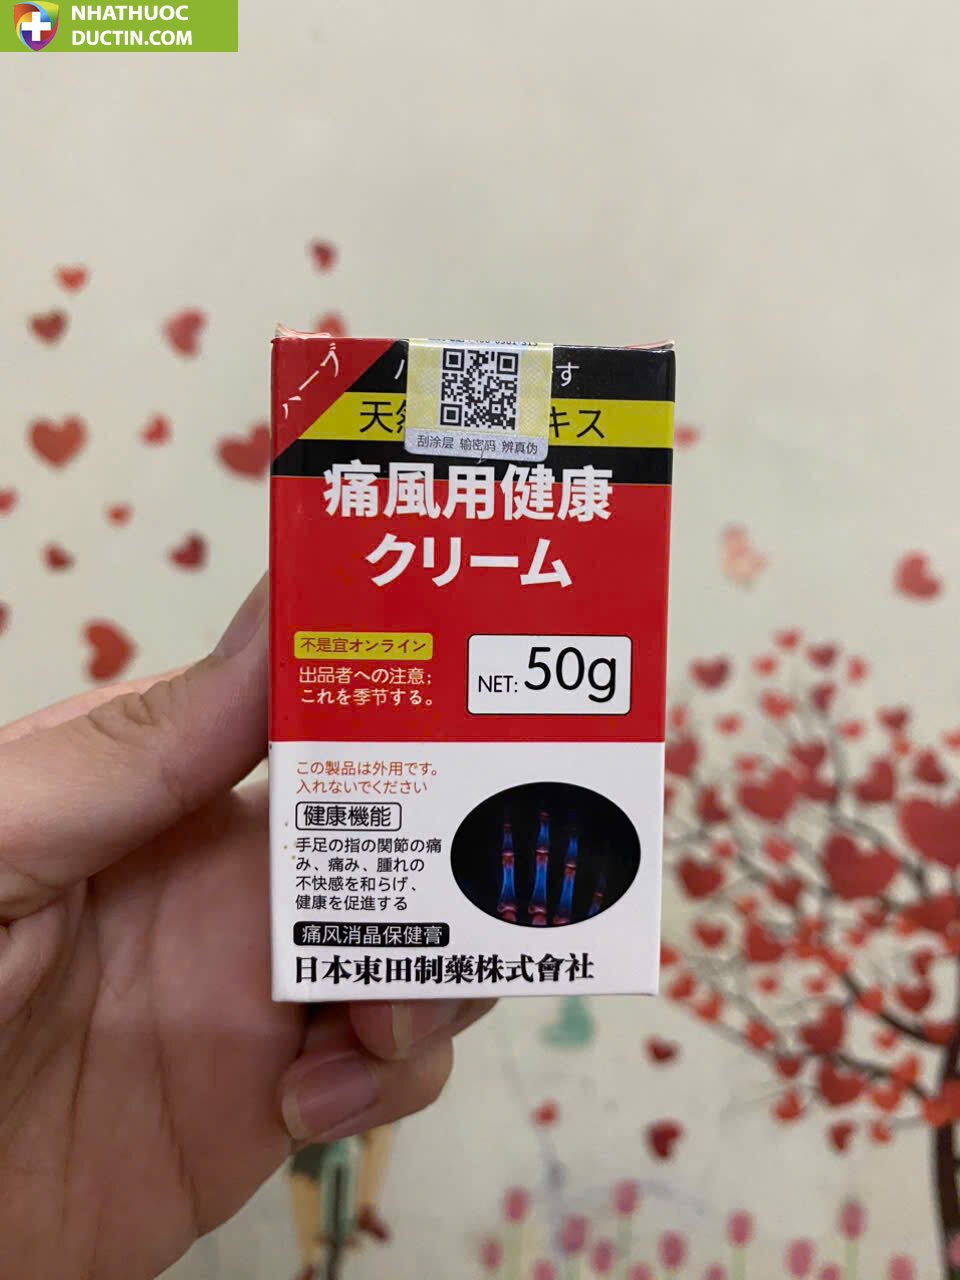 NHATHUOC
DUCTIN.COM
ハーブ
す
刮涂层 输密码 辨真伪
キス
痛風用健康
クリーム
不是宜オンライン
出品者への注意:
これを季节する。
NET: 50g
この製品は外用です。
入れないでください
健康機能
手足の指の関節の痛
み、痛み、腫れの
不快感を和らげ、
健康を促進する
痛风消晶保健膏
日本東田制藥株式會社